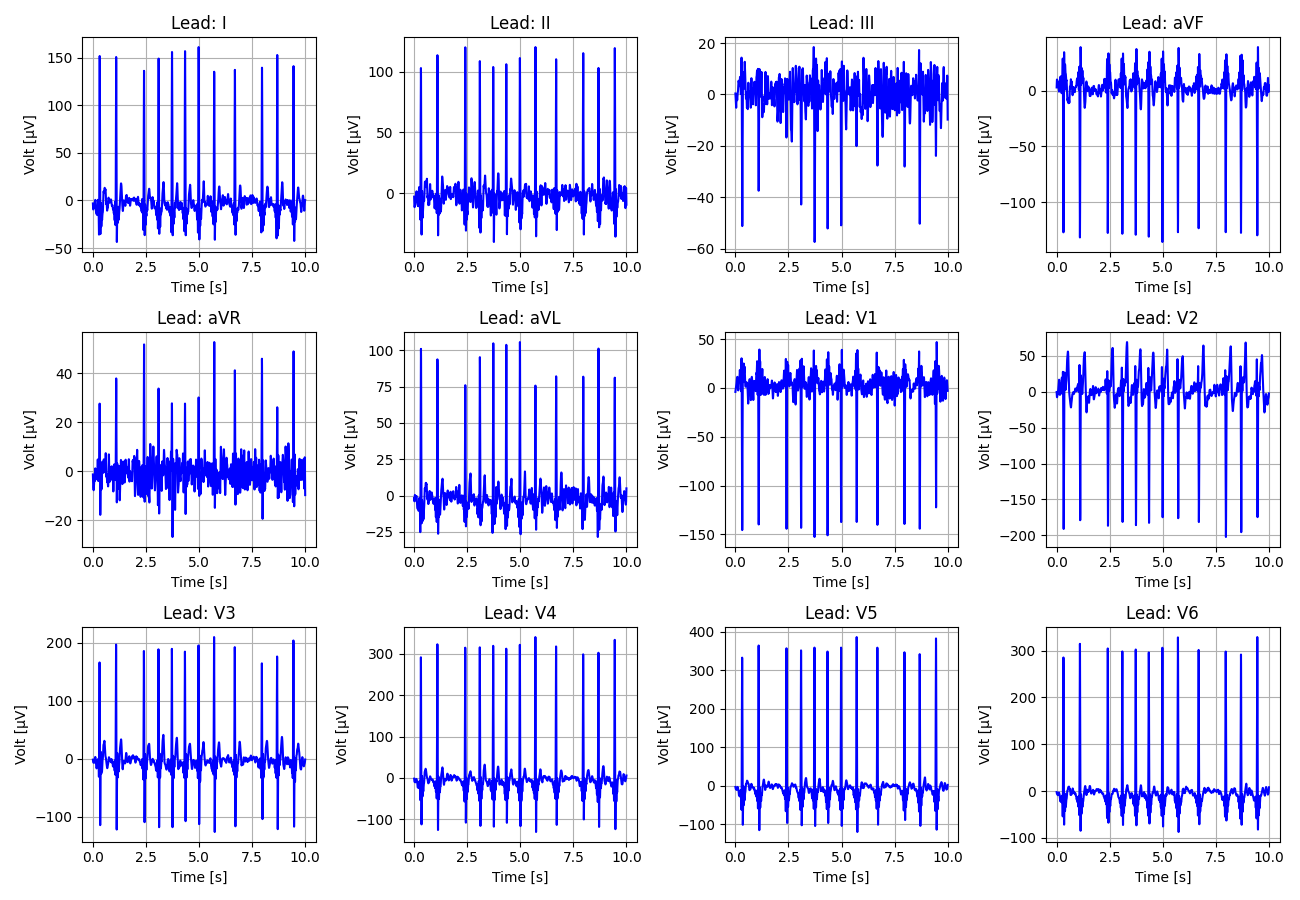 Lead: I
Volt [µV]
150
100
50
0
−50
0.0 2.5 5.0 7.5 10.0
Time [s]
Lead: II
Volt [µV]
100
50
0
0.0 2.5 5.0 7.5 10.0
Time [s]
Lead: III
Volt [µV]
20
0
−20
−40
−60
0.0 2.5 5.0 7.5 10.0
Time [s]
Lead: aVF
Volt [µV]
0
−50
−100
0.0 2.5 5.0 7.5 10.0
Time [s]
Lead: aVR
Volt [µV]
40
20
0
−20
0.0 2.5 5.0 7.5 10.0
Time [s]
Lead: aVL
Volt [µV]
100
75
50
25
0
−25
0.0 2.5 5.0 7.5 10.0
Time [s]
Lead: V1
Volt [µV]
50
0
−50
−100
−150
0.0 2.5 5.0 7.5 10.0
Time [s]
Lead: V2
Volt [µV]
50
0
−50
−100
−150
−200
0.0 2.5 5.0 7.5 10.0
Time [s]
Lead: V3
Volt [µV]
200
100
0
−100
0.0 2.5 5.0 7.5 10.0
Time [s]
Lead: V4
Volt [µV]
300
200
100
0
−100
0.0 2.5 5.0 7.5 10.0
Time [s]
Lead: V5
Volt [µV]
400
300
200
100
0
−100
0.0 2.5 5.0 7.5 10.0
Time [s]
Lead: V6
Volt [µV]
300
200
100
0
−100
0.0 2.5 5.0 7.5 10.0
Time [s]